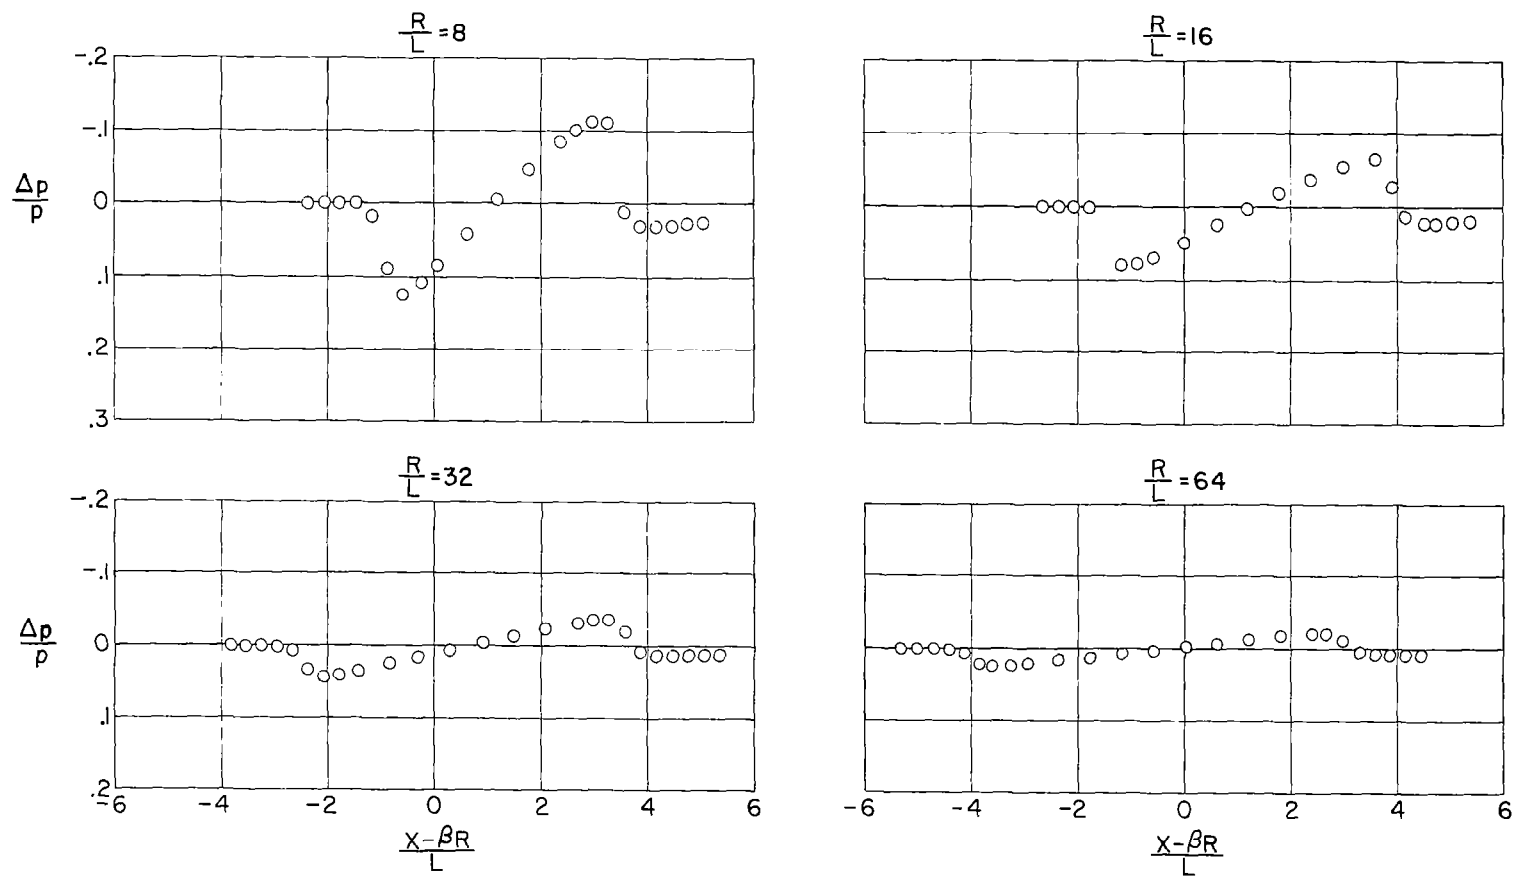 R/L =8
-.2
-.1
0
.1
.2
.3
Δp/p
R/L =16
R/L =32
-.2
-.1
0
.1
.2
Δp/p
-6 -4 -2 0 2 4 6
X-βR/L
R/L =64
-6 -4 -2 0 2 4 6
X-βR/L